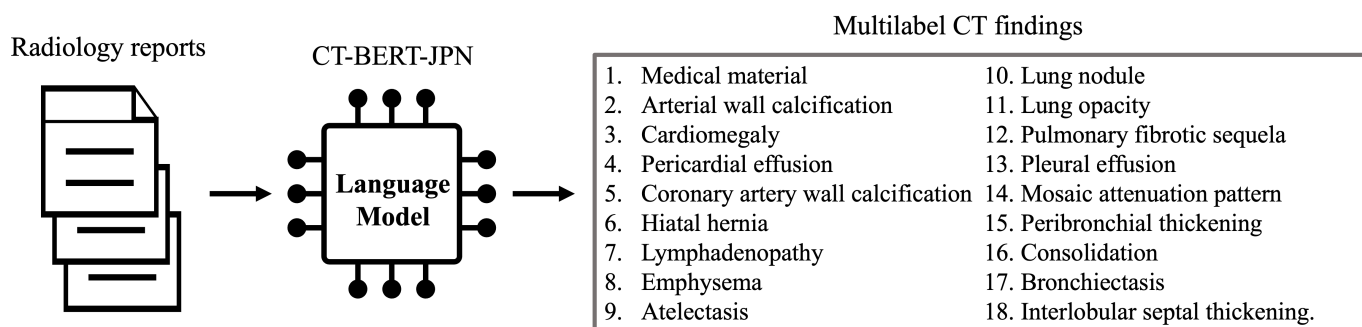 Radiology reports
CT-BERT-JPN
Language
Model
Multilabel CT findings
1. Medical material
2. Arterial wall calcification
3. Cardiomegaly
4. Pericardial effusion
5. Coronary artery wall calcification
6. Hiatal hernia
7. Lymphadenopathy
8. Emphysema
9. Atelectasis
10. Lung nodule
11. Lung opacity
12. Pulmonary fibrotic sequela
13. Pleural effusion
14. Mosaic attenuation pattern
15. Peribronchial thickening
16. Consolidation
17. Bronchiectasis
18. Interlobular septal thickening.